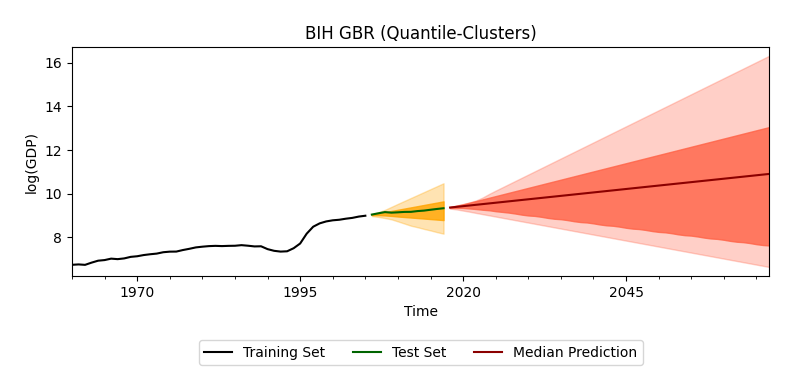 BIH GBR (Quantile-Clusters)
log(GDP)
16
14
12
10
8
1970 1995 2020 2045
Time
Training Set Test Set Median Prediction